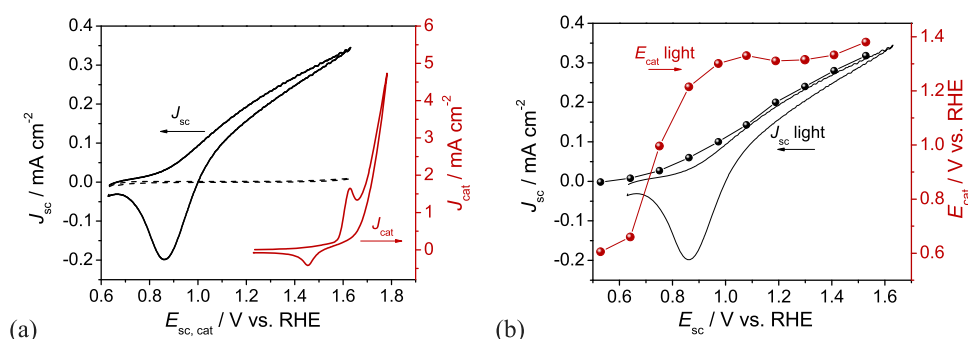 (a)
J_sc / mA cm⁻²
0.4
0.3
0.2
0.1
0.0
-0.1
-0.2
0.6 0.8 1.0 1.2 1.4 1.6 1.8
E_sc, cat / V vs. RHE
J_sc
J_cat
6
5
4
3
2
1
0
J_cat / mA cm⁻²
(b)
J_sc / mA cm⁻²
0.4
0.3
0.2
0.1
0.0
-0.1
-0.2
0.6 0.8 1.0 1.2 1.4 1.6
E_sc / V vs. RHE
E_cat light
J_sc light
1.4
1.2
1.0
0.8
0.6
E_cat / V vs. RHE